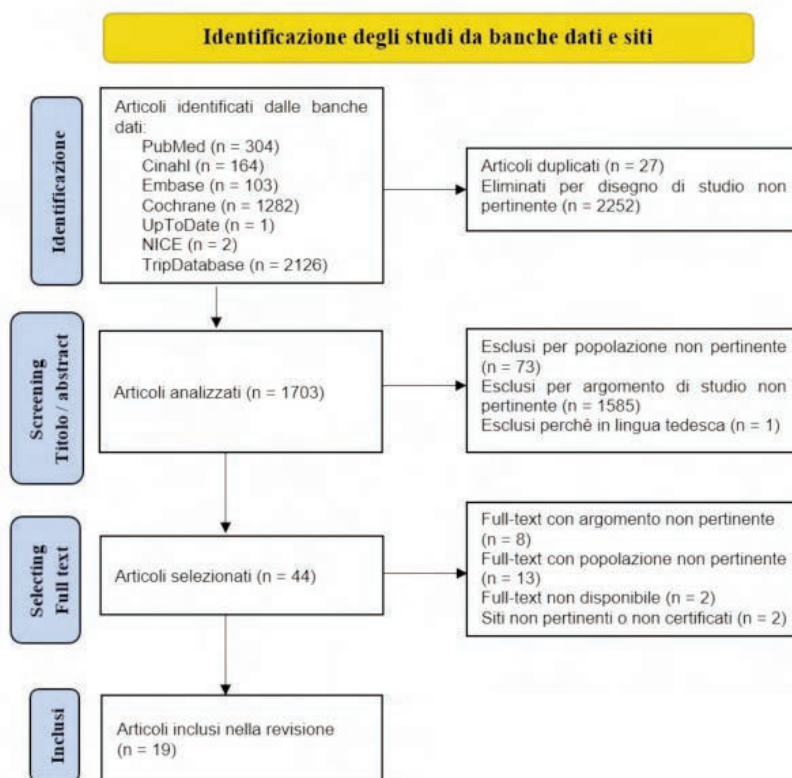 Identificazione degli studi da banche dati e siti
Identificazione
Articoli identificati dalle banche
dati:
PubMed (n = 304)
Cinahl (n = 164)
Embase (n = 103)
Cochrane (n = 1282)
UpToDate (n = 1)
NICE (n = 2)
TripDatabase (n = 2126)
Articoli duplicati (n = 27)
Eliminati per disegno di studio non
pertinente (n = 2252)
Screening
Titolo / abstract
Articoli analizzati (n = 1703)
Esclusi per popolazione non pertinente
(n = 73)
Esclusi per argomento di studio non
pertinente (n = 1585)
Esclusi perchè in lingua tedesca (n = 1)
Selecting
Full text
Articoli selezionati (n = 44)
Full-text con argomento non pertinente
(n = 8)
Full-text con popolazione non pertinente
(n = 13)
Full-text non disponibile (n = 2)
Siti non pertinenti o non certificati (n = 2)
Inclusi
Articoli inclusi nella revisione
(n = 19)